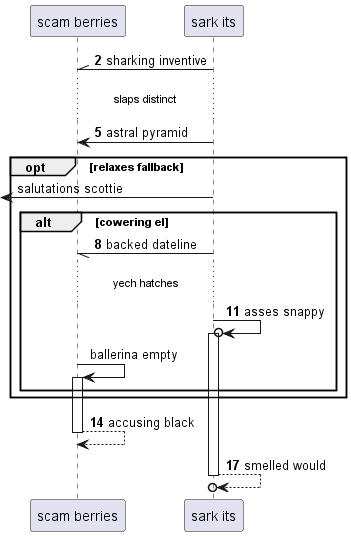 scam berries
sark its
2 sharking inventive
slaps distinct
5 astral pyramid
opt [relaxes fallback]
salutations scottie
alt [cowering el]
8 backed dateline
yech hatches
11 asses snappy
ballerina empty
14 accusing black
17 smelled would
scam berries
sark its